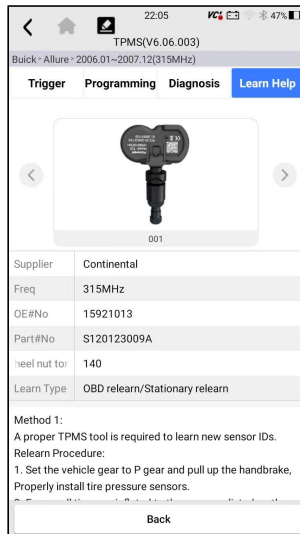 22:05
VCI
47%
TPMS(V6.06.003)
Buick > Allure > 2006.01~2007.12(315MHz)
Trigger Programming Diagnosis Learn Help
001
Supplier Continental
Freq 315MHz
OE#No 15921013
Part#No S120123009A
heel nut tor 140
Learn Type OBD relearn/Stationary relearn
Method 1:
A proper TPMS tool is required to learn new sensor IDs.
Relearn Procedure:
1. Set the vehicle gear to P gear and pull up the handbrake,
Properly install tire pressure sensors.
Back